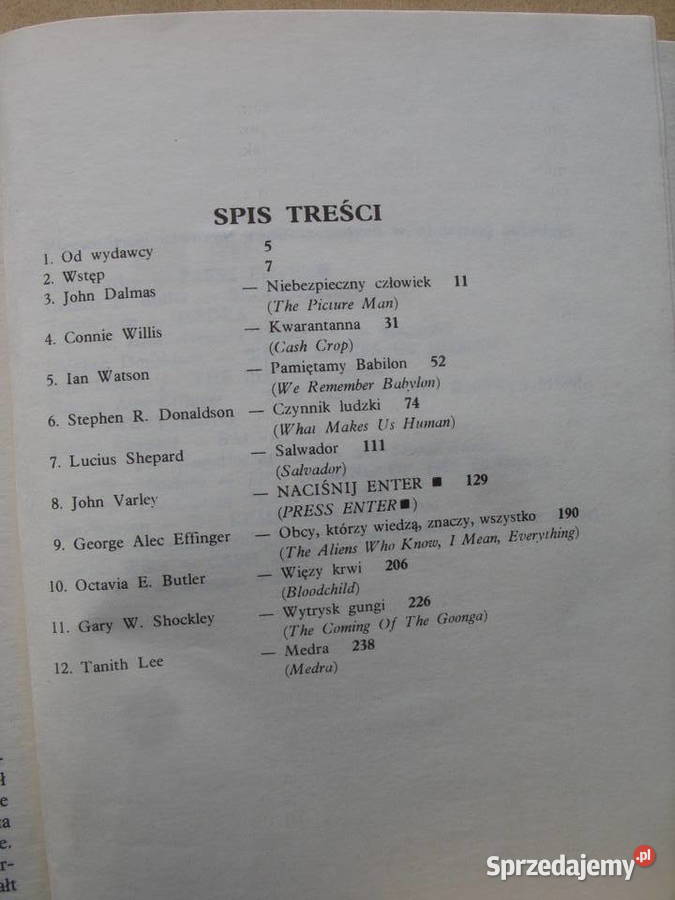 SPIS TREŚCI
1. Od wydawcy 5
2. Wstęp 7
3. John Dalmas — Niebezpieczny człowiek 11
(The Picture Man)
4. Connie Willis — Kwarantanna 31
(Cash Crop)
5. Ian Watson — Pamiętamy Babilon 52
(We Remember Babylon)
6. Stephen R. Donaldson — Czynnik ludzki 74
(What Makes Us Human)
7. Lucius Shepard — Salwador 111
(Salvador)
8. John Varley — NACIŚNIJ ENTER ■ 129
(PRESS ENTER ■)
9. George Alec Effinger — Obcy, którzy wiedzą, znaczy, wszystko 190
(The Aliens Who Know, I Mean, Everything)
10. Octavia E. Butler — Więzy krwi 206
(Bloodchild)
11. Gary W. Shockley — Wytrysk gungi 226
(The Coming Of The Goonga)
12. Tanith Lee — Medra 238
(Medra)
ł
e
ta
e.
r-
ałt
Sprzedajemy.pl